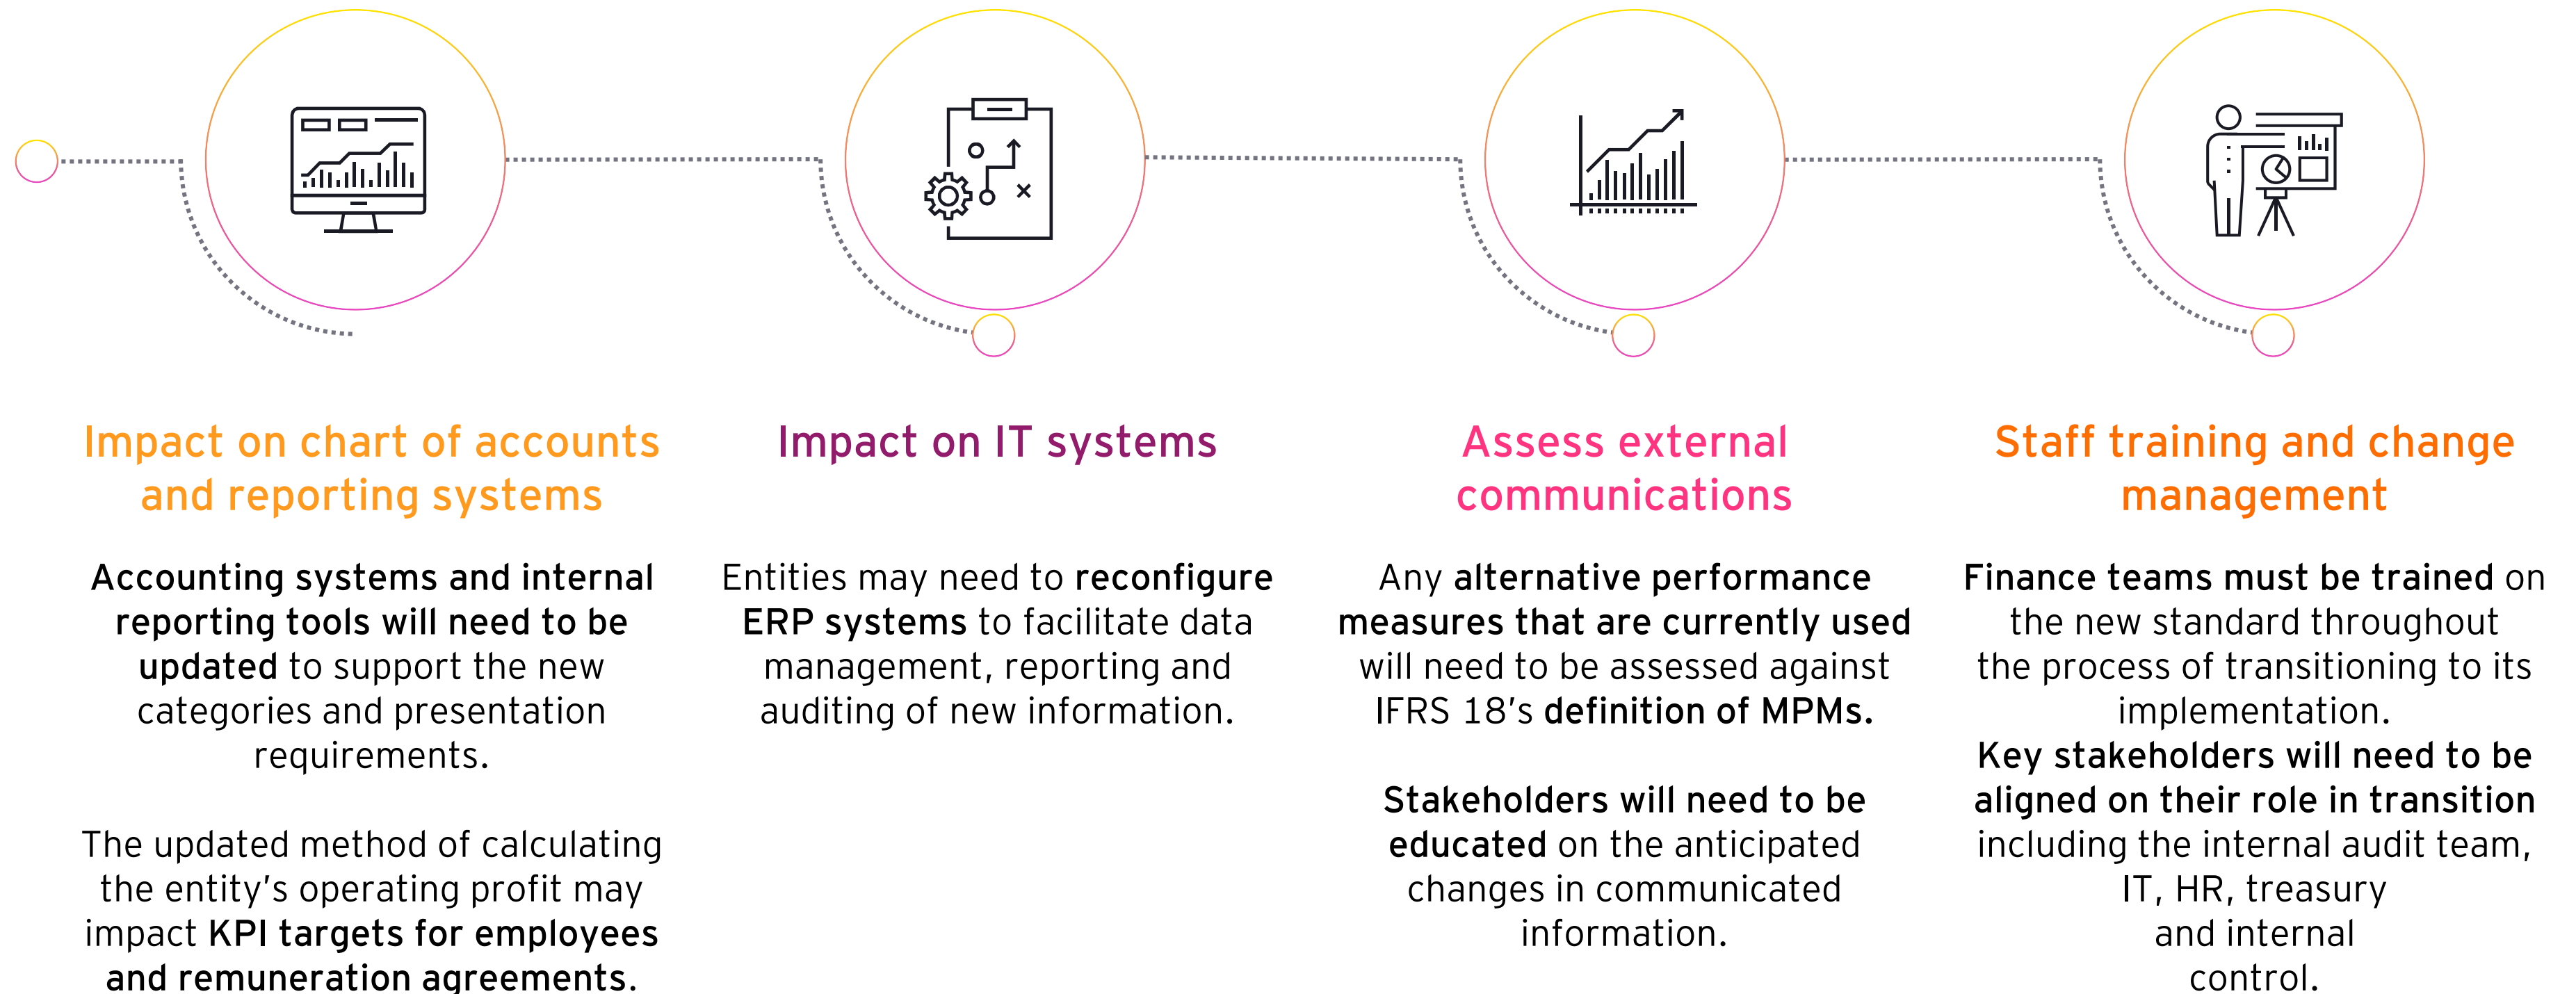 Impact on chart of accounts
and reporting systems
Accounting systems and internal
reporting tools will need to be
updated to support the new
categories and presentation
requirements.
The updated method of calculating
the entity's operating profit may
impact KPI targets for employees
and remuneration agreements.
Impact on IT systems
Entities may need to reconfigure
ERP systems to facilitate data
management, reporting and
auditing of new information.
Assess external
communications
Any alternative performance
measures that are currently used
will need to be assessed against
IFRS 18's definition of MPMs.
Stakeholders will need to be
educated on the anticipated
changes in communicated
information.
Staff training and change
management
Finance teams must be trained on
the new standard throughout
the process of transitioning to its
implementation.
Key stakeholders will need to be
aligned on their role in transition
including the internal audit team,
IT, HR, treasury
and internal
control.